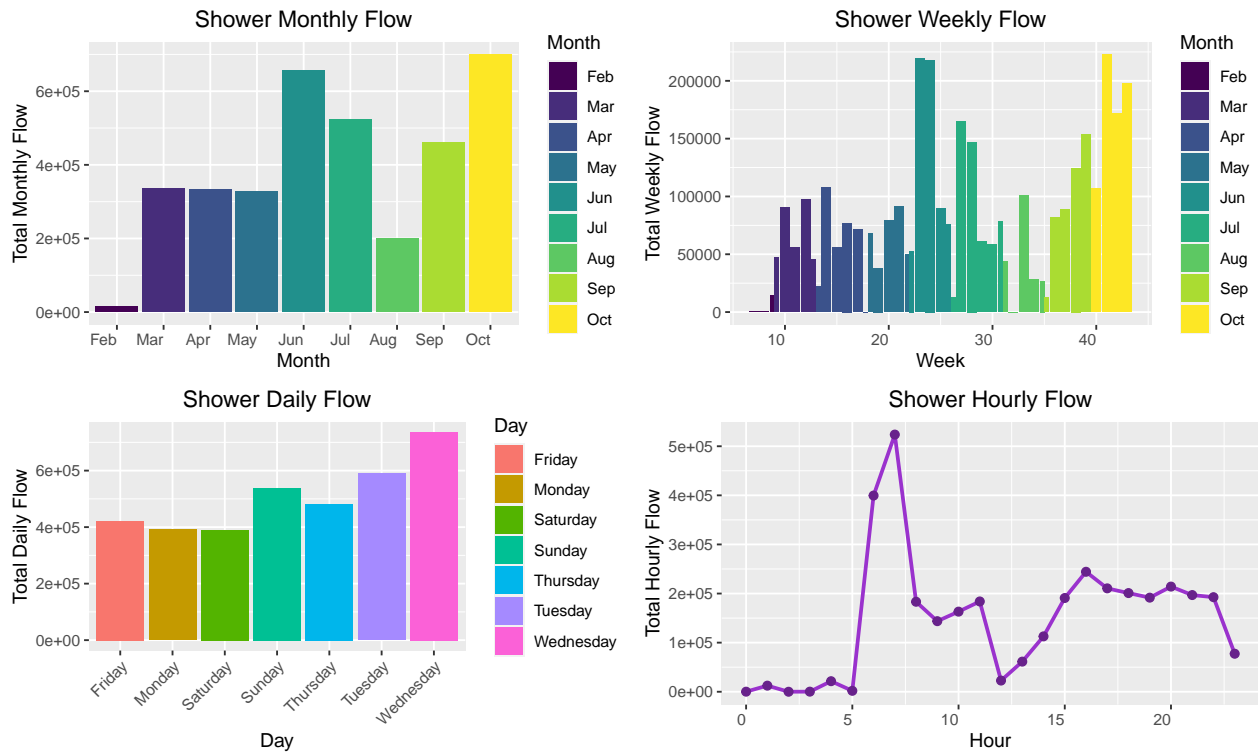 Shower Monthly Flow
Total Monthly Flow
6e+05
4e+05
2e+05
0e+00
Feb Mar Apr May Jun Jul Aug Sep Oct
Month
Month
Feb
Mar
Apr
May
Jun
Jul
Aug
Sep
Oct
Shower Weekly Flow
Total Weekly Flow
200000
150000
100000
50000
0
10 20 30 40
Week
Month
Feb
Mar
Apr
May
Jun
Jul
Aug
Sep
Oct
Shower Daily Flow
Total Daily Flow
6e+05
4e+05
2e+05
0e+00
Friday Monday Saturday Sunday Thursday Tuesday Wednesday
Day
Day
Friday
Monday
Saturday
Sunday
Thursday
Tuesday
Wednesday
Shower Hourly Flow
Total Hourly Flow
5e+05
4e+05
3e+05
2e+05
1e+05
0e+00
0 5 10 15 20
Hour